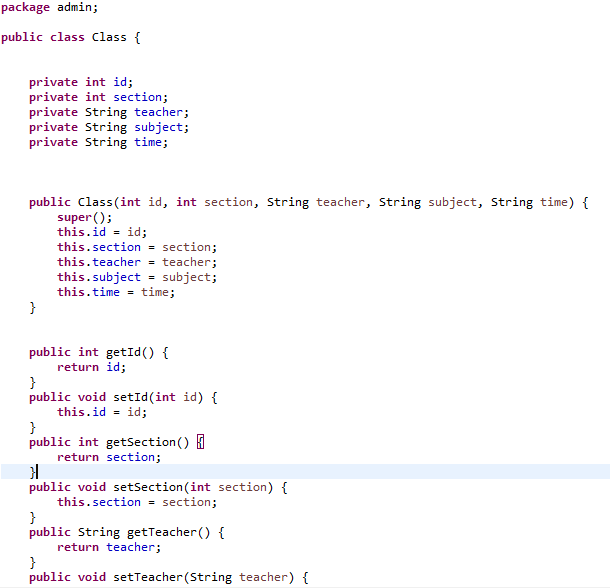 package admin;
public class Class {
private int id;
private int section;
private String teacher;
private String subject;
private String time;
public Class(int id, int section, String teacher, String subject, String time) {
super();
this.id = id;
this.section = section;
this.teacher = teacher;
this.subject = subject;
this.time = time;
}
public int getId() {
return id;
}
public void setId(int id) {
this.id = id;
}
public int getSection() {
return section;
}
public void setSection(int section) {
this.section = section;
}
public String getTeacher() {
return teacher;
}
public void setTeacher(String teacher) {